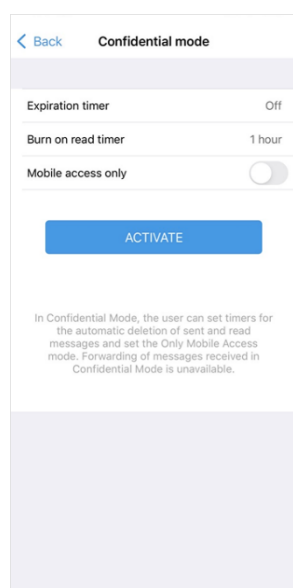 Back Confidential mode
Expiration timer Off
Burn on read timer 1 hour
Mobile access only
ACTIVATE
In Confidential Mode, the user can set timers for
the automatic deletion of sent and read
messages and set the Only Mobile Access
mode. Forwarding of messages received in
Confidential Mode is unavailable.